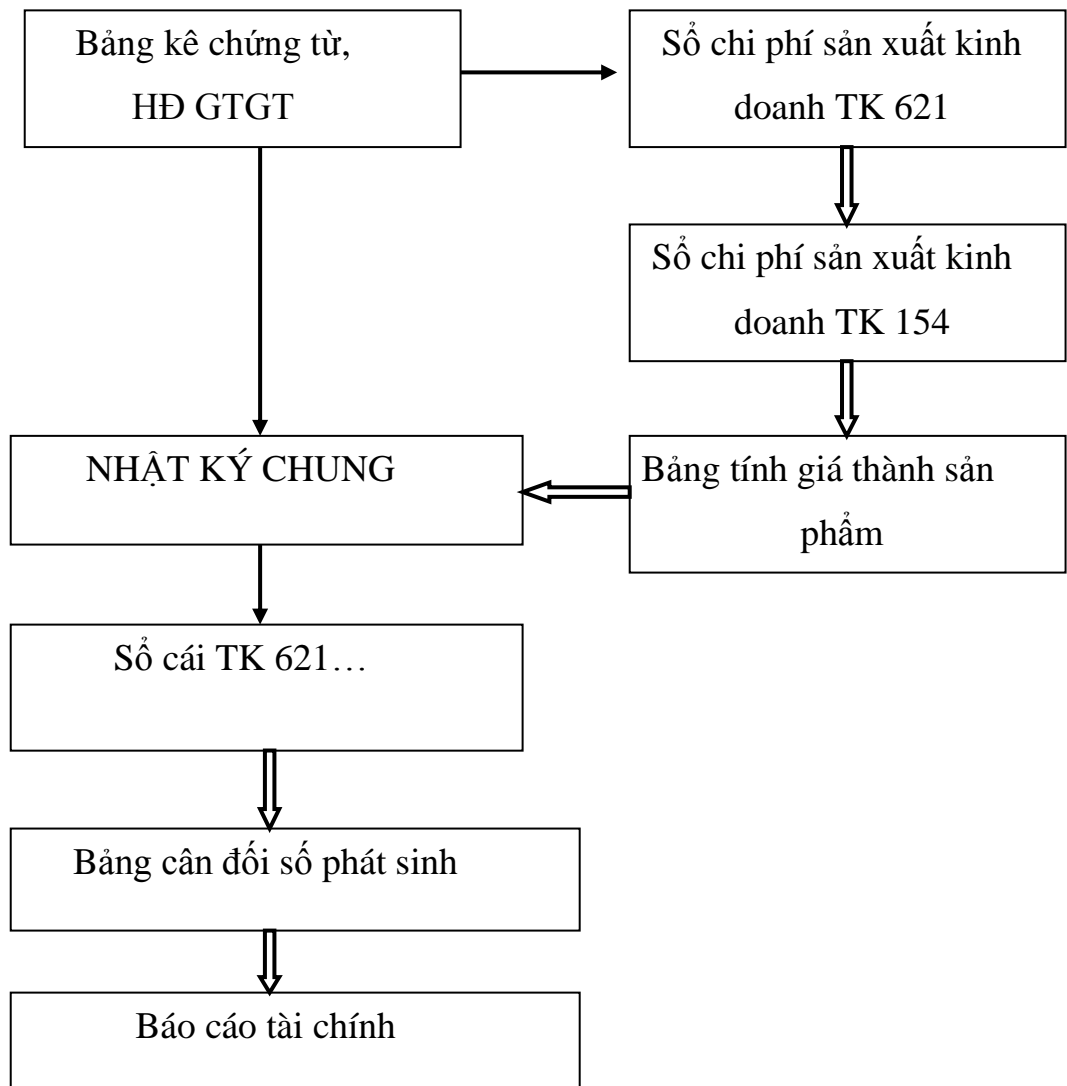 Bảng kê chứng từ,
HĐ GTGT
Sổ chi phí sản xuất kinh
doanh TK 621
Sổ chi phí sản xuất kinh
doanh TK 154
NHẬT KÝ CHUNG
Bảng tính giá thành sản
phẩm
Sổ cái TK 621…
Bảng cân đối số phát sinh
Báo cáo tài chính